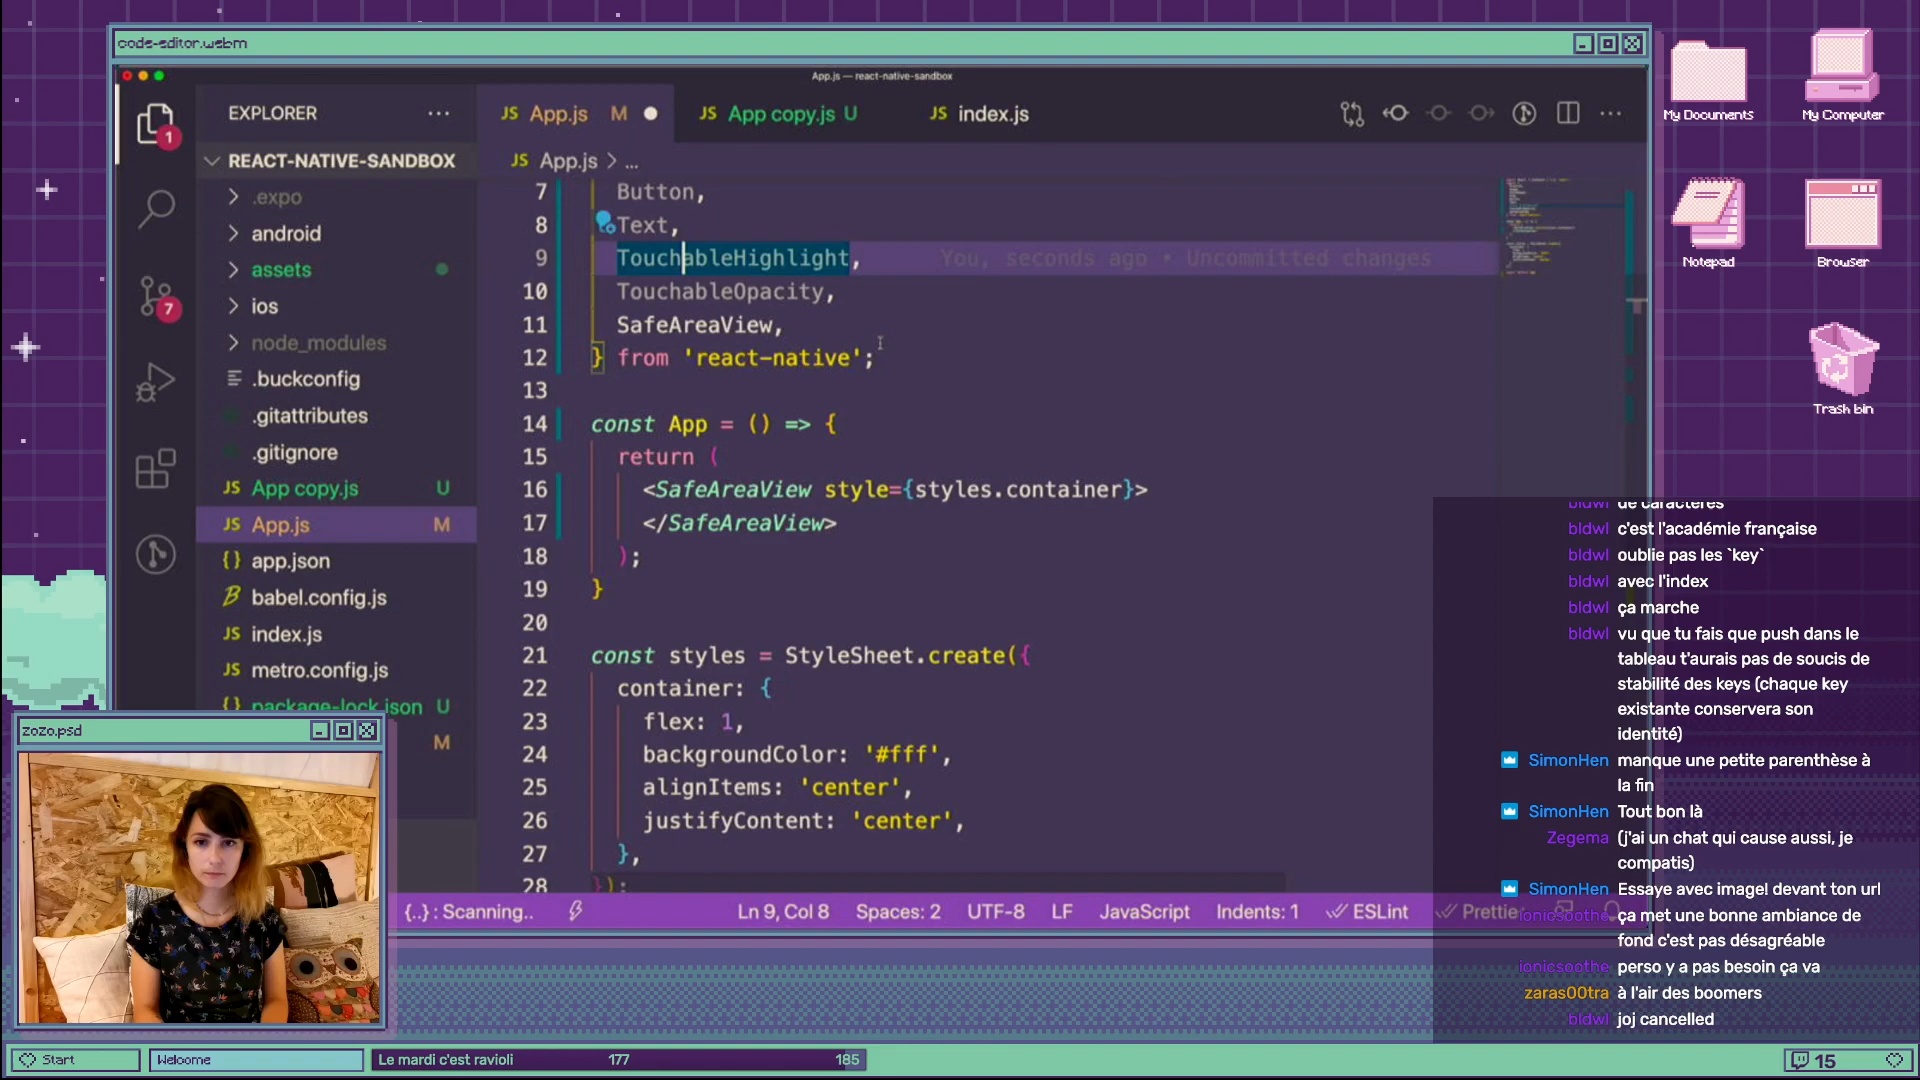 code-editor.webm
App.js — react-native-sandbox
EXPLORER
JS App.js M
JS App copy.js U
JS index.js
1
REACT-NATIVE-SANDBOX
JS App.js > ...
.expo
android
assets
ios
node_modules
.buckconfig
.gitattributes
.gitignore
JS App copy.js U
JS App.js M
{} app.json
babel.config.js
JS index.js
JS metro.config.js
{} package-lock.json U
M
7
7 Button,
8 Text,
9 TouchableHighlight, You, seconds ago • Uncommitted changes
10 TouchableOpacity,
11 SafeAreaView,
12 } from 'react-native';
13
14 const App = () => {
15 return (
16 <SafeAreaView style={styles.container}>
17 </SafeAreaView>
18 );
19 }
20
21 const styles = StyleSheet.create({
22 container: {
23 flex: 1,
24 backgroundColor: '#fff',
25 alignItems: 'center',
26 justifyContent: 'center',
27 },
28 });
{..} : Scanning.. Ln 9, Col 8 Spaces: 2 UTF-8 LF JavaScript Indents: 1 ESLint Prettie
My Documents
My Computer
Notepad
Browser
Trash bin
bldwl de caractères
bldwl c'est l'académie française
bldwl oublie pas les `key`
bldwl avec l'index
bldwl ça marche
bldwl vu que tu fais que push dans le
tableau t'aurais pas de soucis de
stabilité des keys (chaque key
existante conservera son
identité)
SimonHen manque une petite parenthèse à
la fin
SimonHen Tout bon là
Zegema (j'ai un chat qui cause aussi, je
compatis)
SimonHen Essaye avec image! devant ton url
ionicsoothe ça met une bonne ambiance de
fond c'est pas désagréable
ionicsoothe perso y a pas besoin ça va
zaras00tra à l'air des boomers
bldwl joj cancelled
zozo.psd
Start
Welcome
Le mardi c'est ravioli 177 185
15